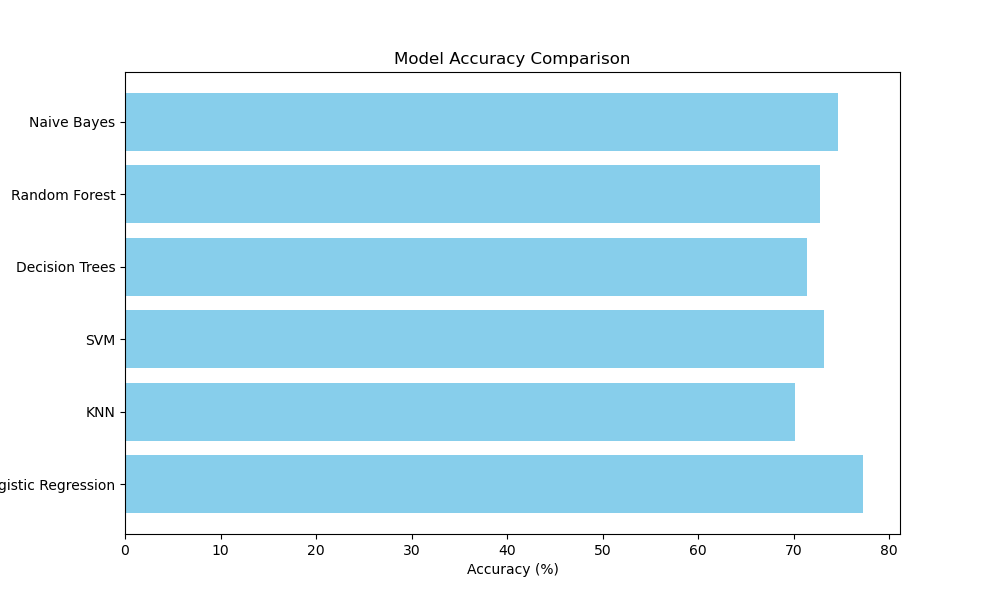 Model Accuracy Comparison
Naive Bayes
Random Forest
Decision Trees
SVM
KNN
gistic Regression
0 10 20 30 40 50 60 70 80
Accuracy (%)